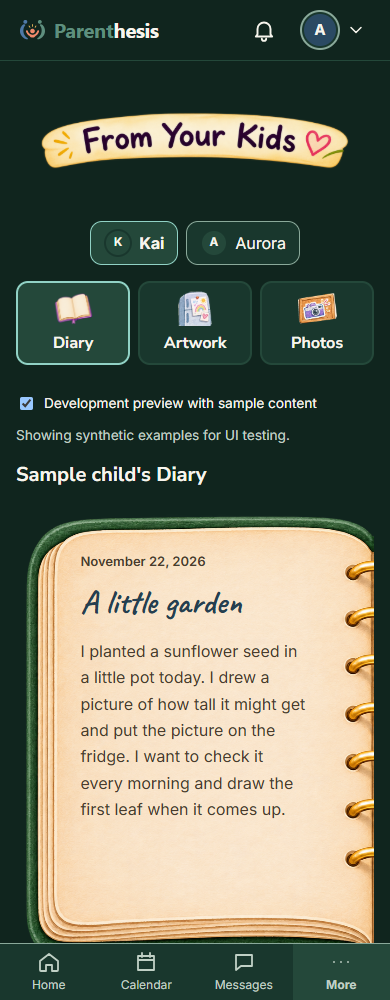 Parenthesis
A
From Your Kids
K Kai
A Aurora
Diary
Artwork
Photos
Development preview with sample content
Showing synthetic examples for UI testing.
Sample child's Diary
November 22, 2026
A little garden
I planted a sunflower seed in
a little pot today. I drew a
picture of how tall it might get
and put the picture on the
fridge. I want to check it
every morning and draw the
first leaf when it comes up.
Home
Calendar
Messages
More